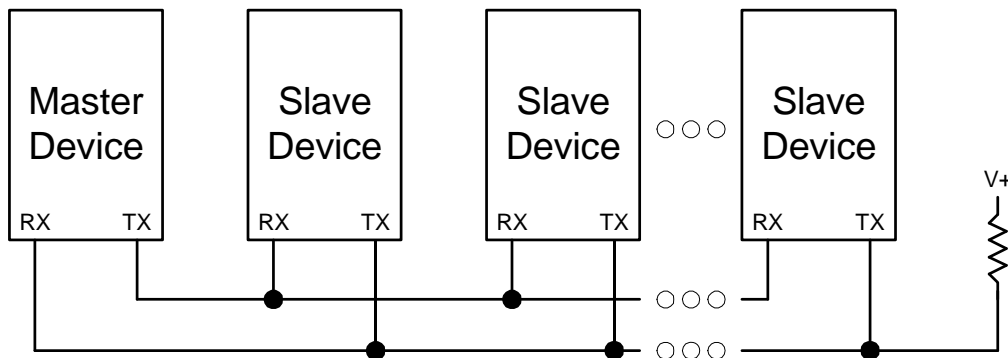 Master
Device
Slave
Device
Slave
Device
Slave
Device
V+
RX TX
RX TX
RX TX
RX TX